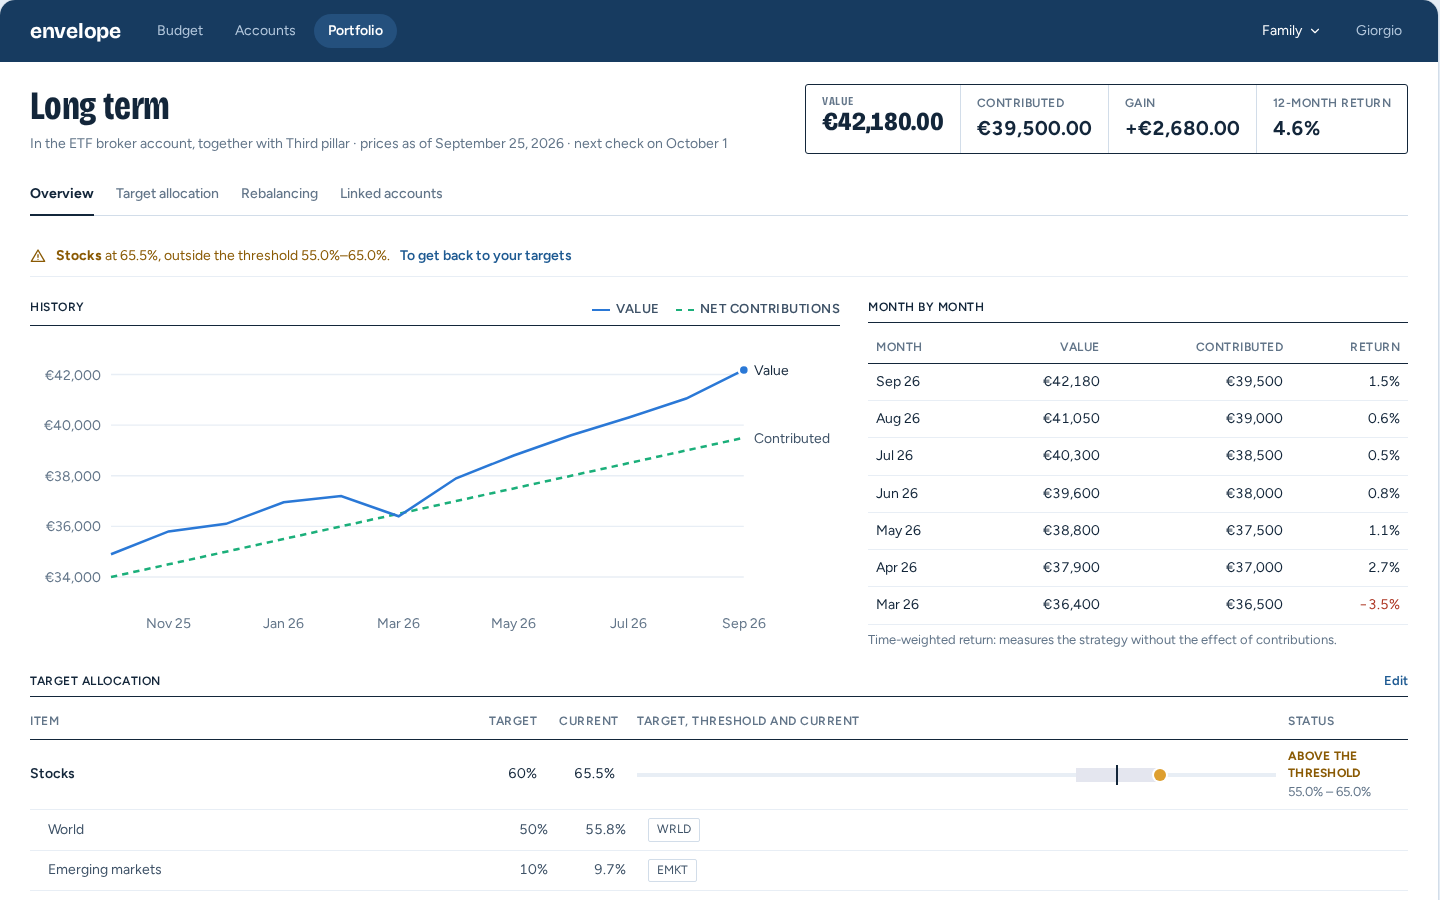 envelope Budget Accounts Portfolio Family Giorgio
Long term
In the ETF broker account, together with Third pillar · prices as of September 25, 2026 · next check on October 1
VALUE CONTRIBUTED GAIN 12-MONTH RETURN
€42,180.00 €39,500.00 +€2,680.00 4.6%
Overview Target allocation Rebalancing Linked accounts
Stocks at 65.5%, outside the threshold 55.0%–65.0%. To get back to your targets
HISTORY VALUE NET CONTRIBUTIONS
€42,000
€40,000
€38,000
€36,000
€34,000
Value
Contributed
Nov 25 Jan 26 Mar 26 May 26 Jul 26 Sep 26
MONTH BY MONTH
MONTH VALUE CONTRIBUTED RETURN
Sep 26 €42,180 €39,500 1.5%
Aug 26 €41,050 €39,000 0.6%
Jul 26 €40,300 €38,500 0.5%
Jun 26 €39,600 €38,000 0.8%
May 26 €38,800 €37,500 1.1%
Apr 26 €37,900 €37,000 2.7%
Mar 26 €36,400 €36,500 −3.5%
Time-weighted return: measures the strategy without the effect of contributions.
TARGET ALLOCATION Edit
ITEM TARGET CURRENT TARGET, THRESHOLD AND CURRENT STATUS
Stocks 60% 65.5% ABOVE THE
THRESHOLD
55.0% – 65.0%
World 50% 55.8% WRLD
Emerging markets 10% 9.7% EMKT